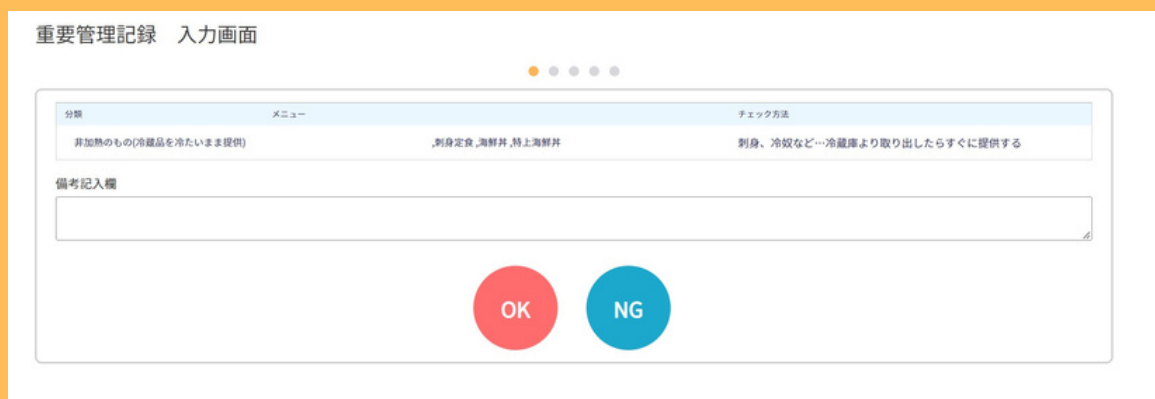 重要管理記録　入力画面
分類 メニュー チェック方法
非加熱のもの(冷蔵品を冷たいまま提供) ,刺身定食 ,海鮮丼 ,特上海鮮丼 刺身、冷奴など…冷蔵庫より取り出したらすぐに提供する
備考記入欄
OK NG